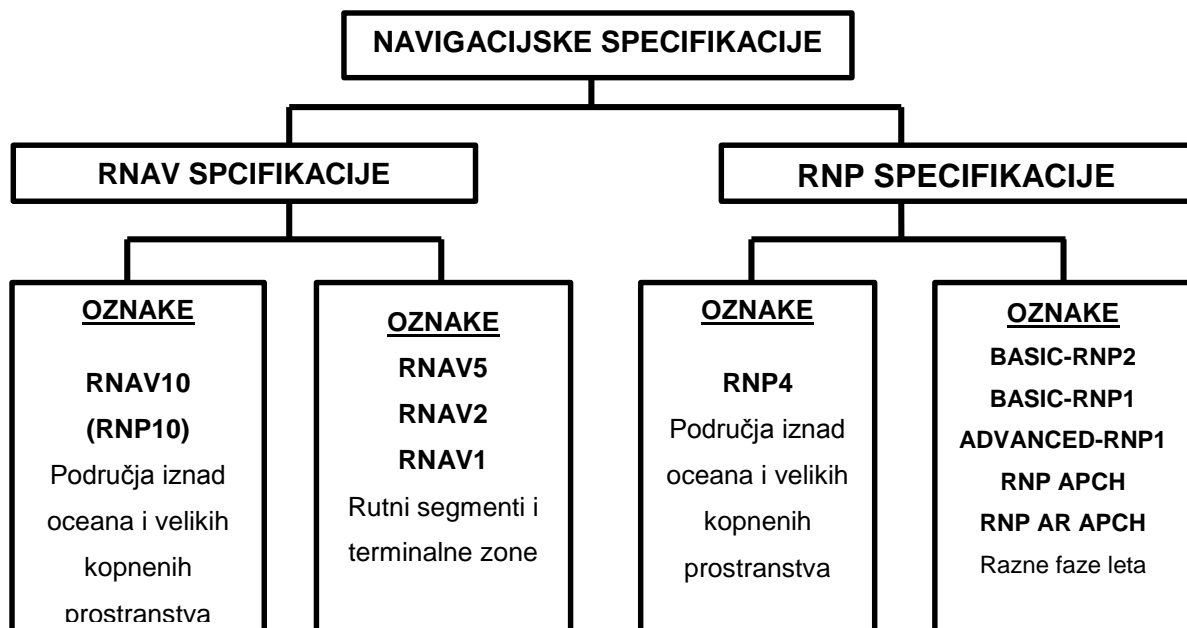 NAVIGACIJSKE SPECIFIKACIJE
RNAV SPCIFIKACIJE
RNP SPECIFIKACIJE
OZNAKE
RNAV10
(RNP10)
Područja iznad
oceana i velikih
kopnenih
prostranstva
OZNAKE
RNAV5
RNAV2
RNAV1
Rutni segmenti i
terminalne zone
OZNAKE
RNP4
Područja iznad
oceana i velikih
kopnenih
prostranstva
OZNAKE
BASIC-RNP2
BASIC-RNP1
ADVANCED-RNP1
RNP APCH
RNP AR APCH
Razne faze leta